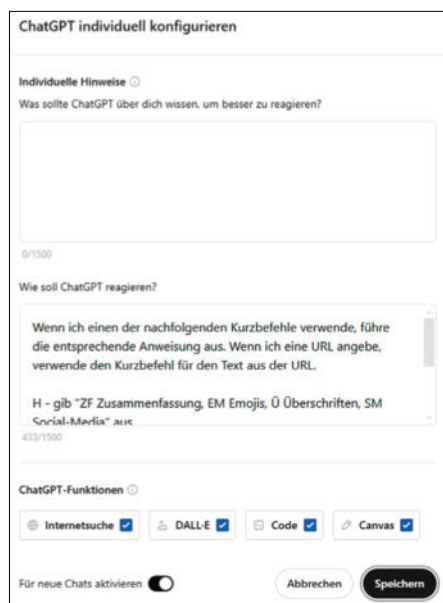 ChatGPT individuell konfigurieren
Individuelle Hinweise
Was sollte ChatGPT über dich wissen, um besser zu reagieren?
0/1500
Wie soll ChatGPT reagieren?
Wenn ich einen der nachfolgenden Kurzbefehle verwende, führe
die entsprechende Anweisung aus. Wenn ich eine URL angebe,
verwende den Kurzbefehl für den Text aus der URL.
H - gib "ZF Zusammenfassung, EM Emojis, Ü Überschriften, SM
Social-Media" aus
433/1500
ChatGPT-Funktionen
Internetsuche DALL·E Code Canvas
Für neue Chats aktivieren Abbrechen Speichern